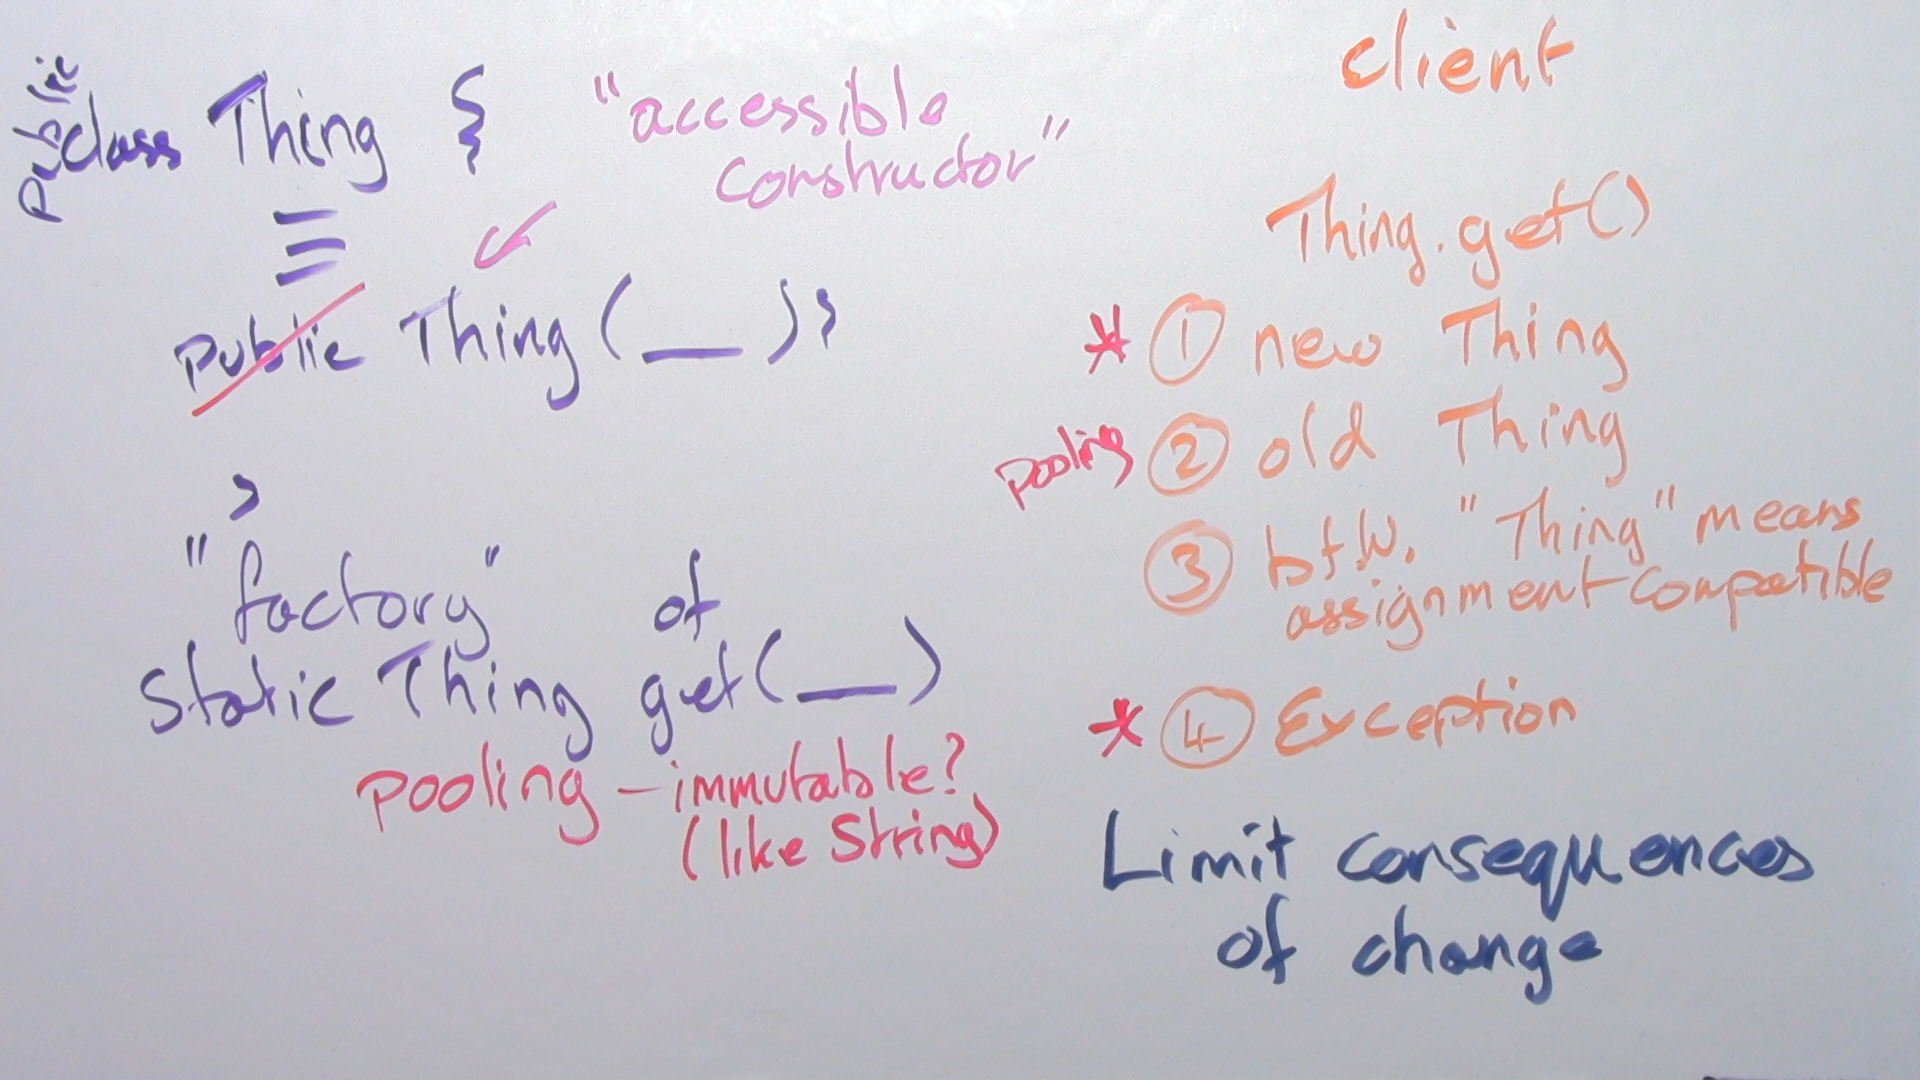 public
class Thing {
"accessible
constructor"
public Thing (__) }
}
"factory" of
static Thing get(__)
pooling - immutable?
(like String)
client
Thing.get()
* 1 new Thing
pooling 2 old Thing
3 btw. "Thing" means
assignment compatible
* 4 Exception
Limit consequences
of change